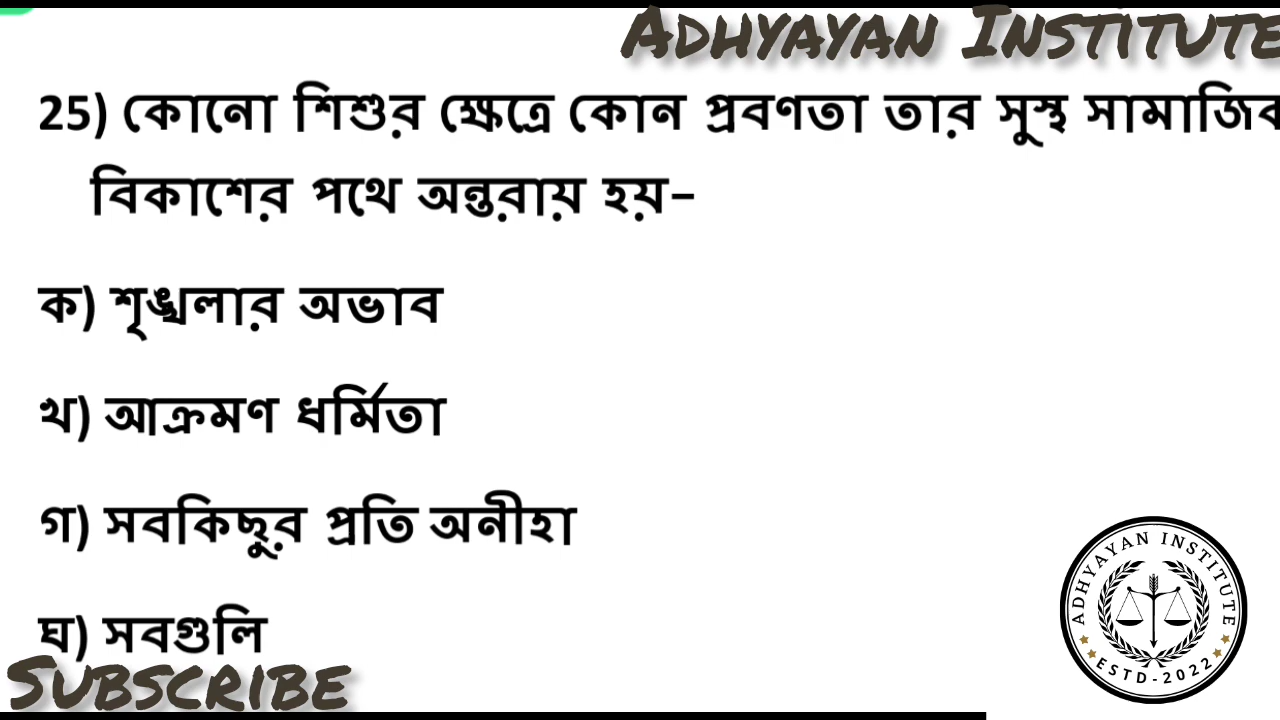 ADHYAYAN INSTITUTE
25) কোনো শিশুর ক্ষেত্রে কোন প্রবণতা তার সুস্থ সামাজিক
বিকাশের পথে অন্তরায় হয়–
ক) শৃঙ্খলার অভাব
খ) আক্রমণ ধর্মিতা
গ) সবকিছুর প্রতি অনীহা
ঘ) সবগুলি
SUBSCRIBE
ADHYAYAN INSTITUTE
ESTD-2022